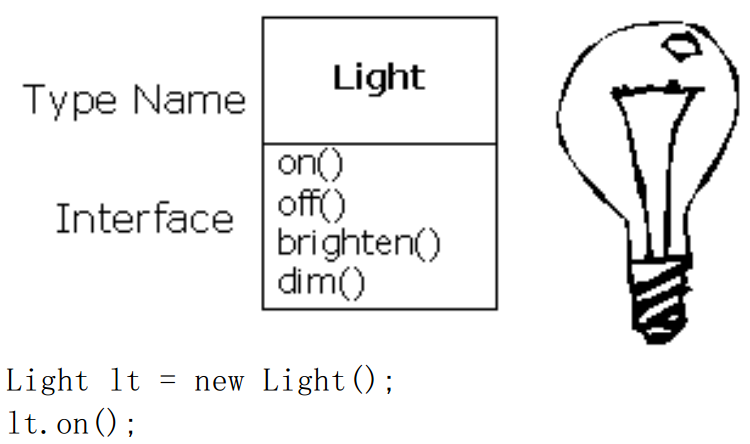 Light
Type Name
on()
off()
Interface
brighten()
dim()
Light lt = new Light();
lt.on();